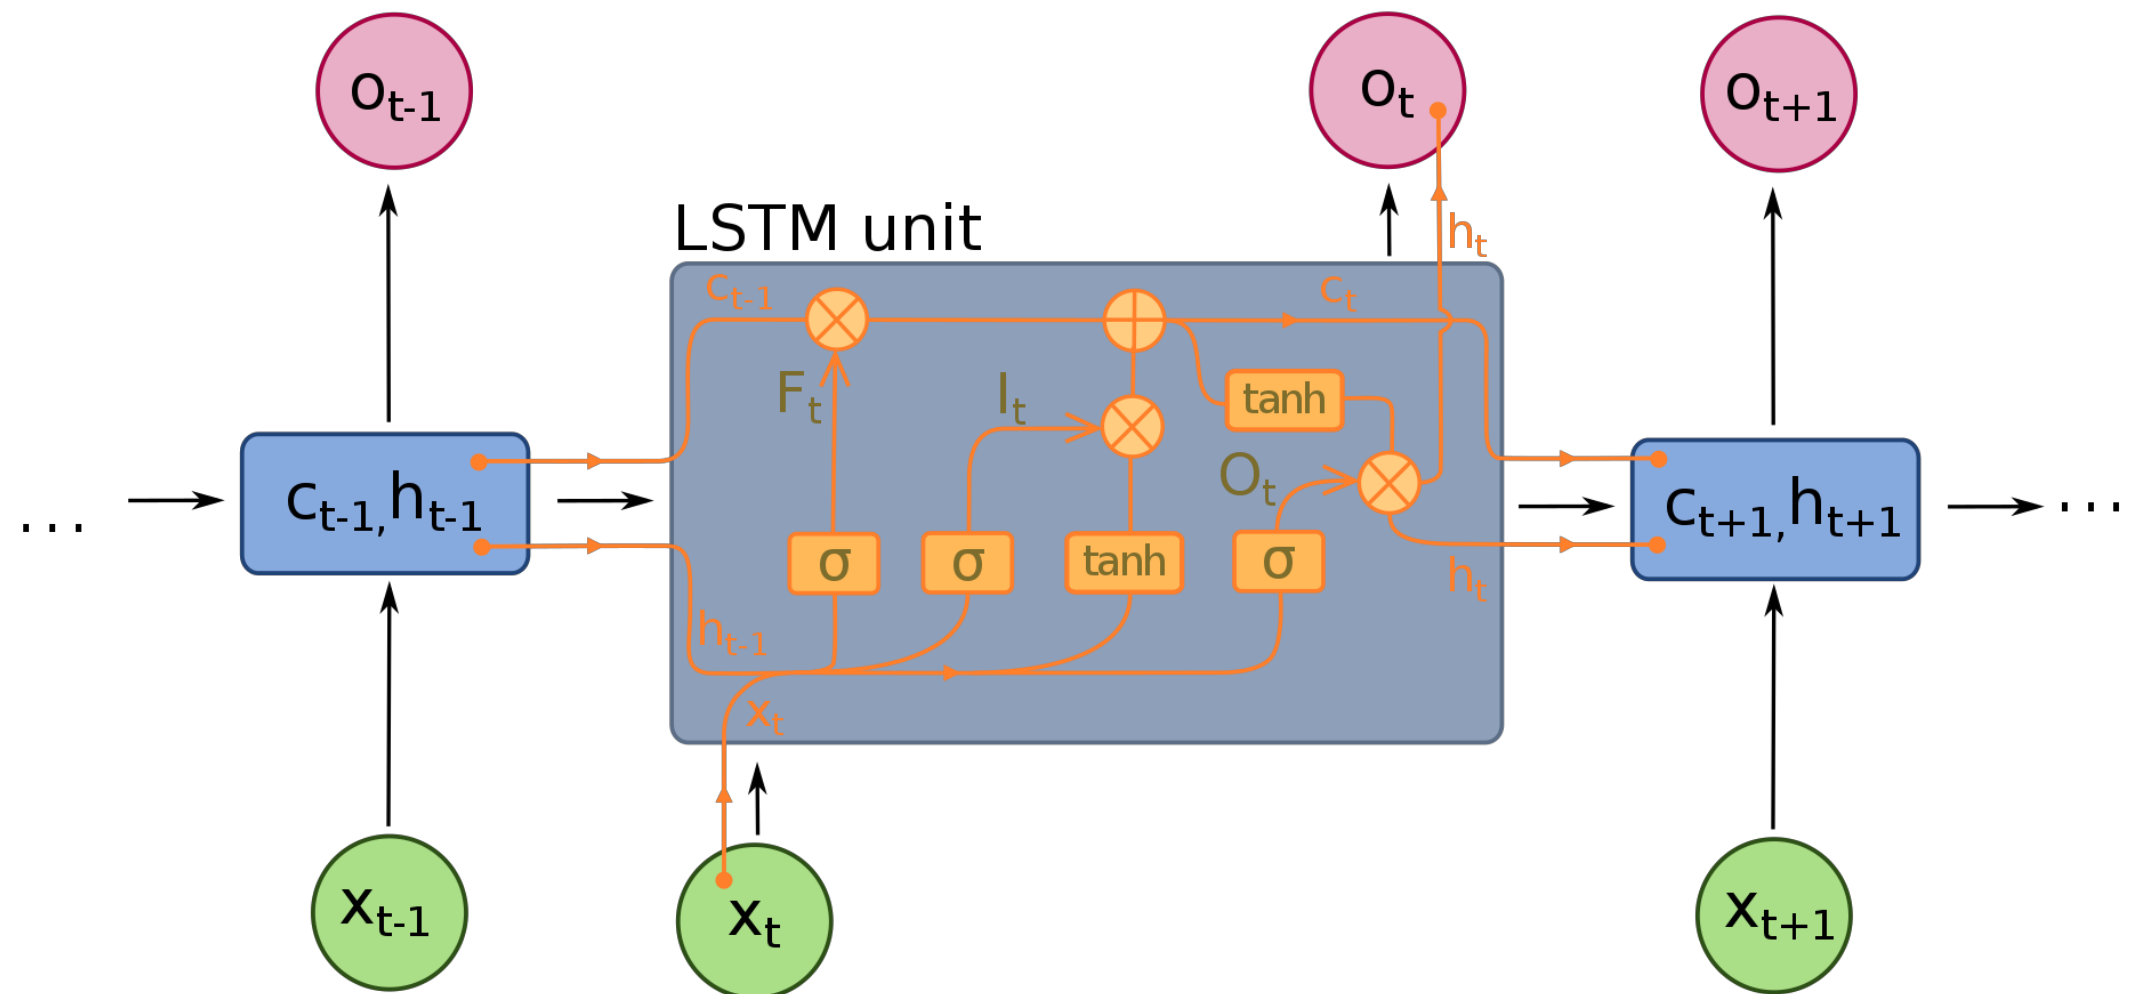 o_t-1
o_t
o_t+1
LSTM unit
h_t
c_t-1
c_t
F_t
I_t
tanh
O_t
... 
c_t-1,h_t-1
c_t+1,h_t+1
...
σ
σ
tanh
σ
h_t
h_t-1
x_t
x_t-1
x_t
x_t+1